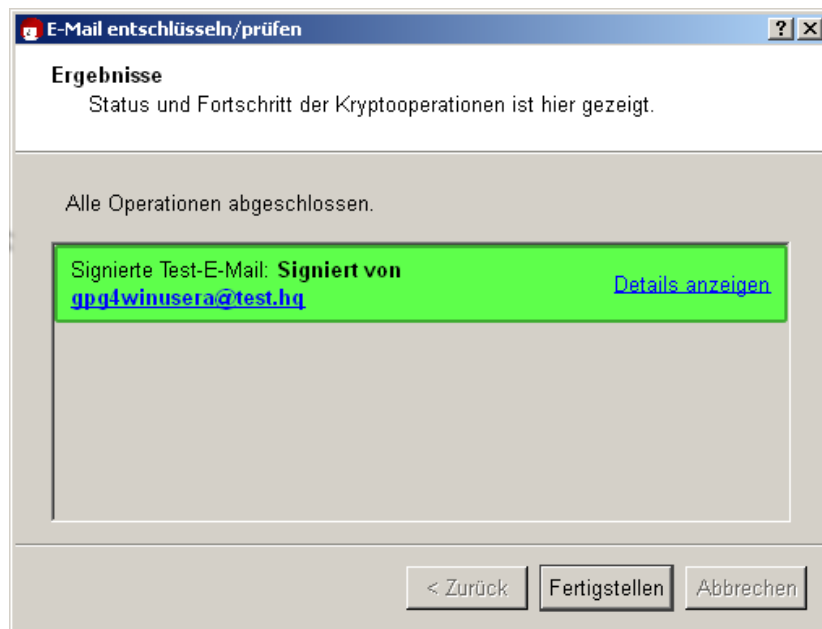 E-Mail entschlüsseln/prüfen
Ergebnisse
Status und Fortschritt der Kryptooperationen ist hier gezeigt.
Alle Operationen abgeschlossen.
Signierte Test-E-Mail: Signiert von
gpg4winusera@test.hq
Details anzeigen
< Zurück
Fertigstellen
Abbrechen